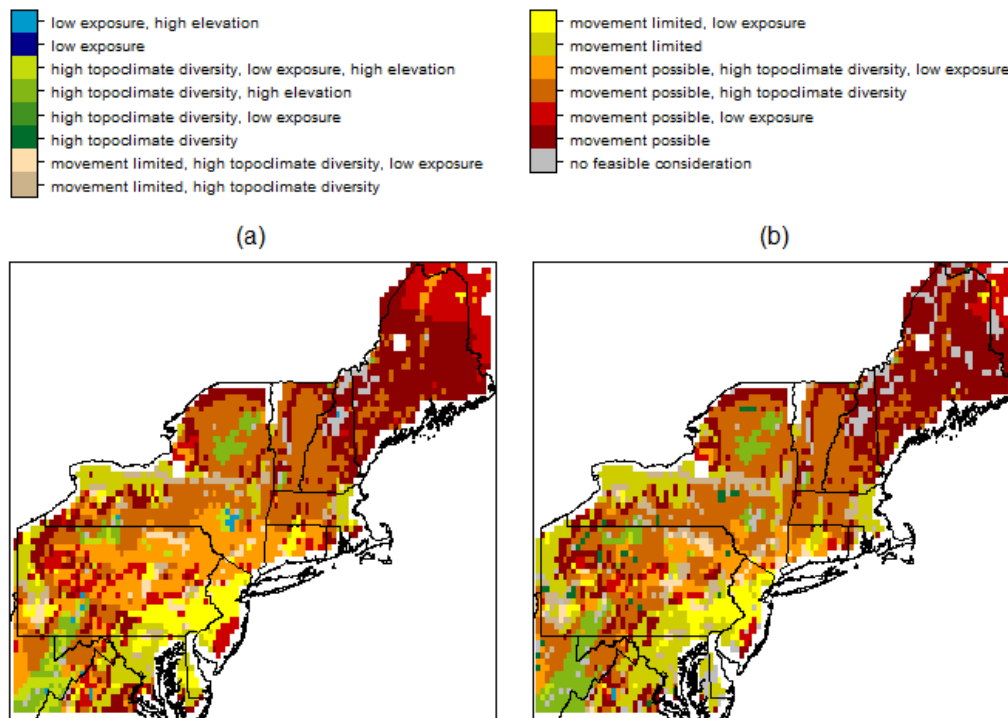 low exposure, high elevation
low exposure
high topoclimate diversity, low exposure, high elevation
high topoclimate diversity, high elevation
high topoclimate diversity, low exposure
high topoclimate diversity
movement limited, high topoclimate diversity, low exposure
movement limited, high topoclimate diversity
movement limited, low exposure
movement limited
movement possible, high topoclimate diversity, low exposure
movement possible, high topoclimate diversity
movement possible, low exposure
movement possible
no feasible consideration
(a)
(b)